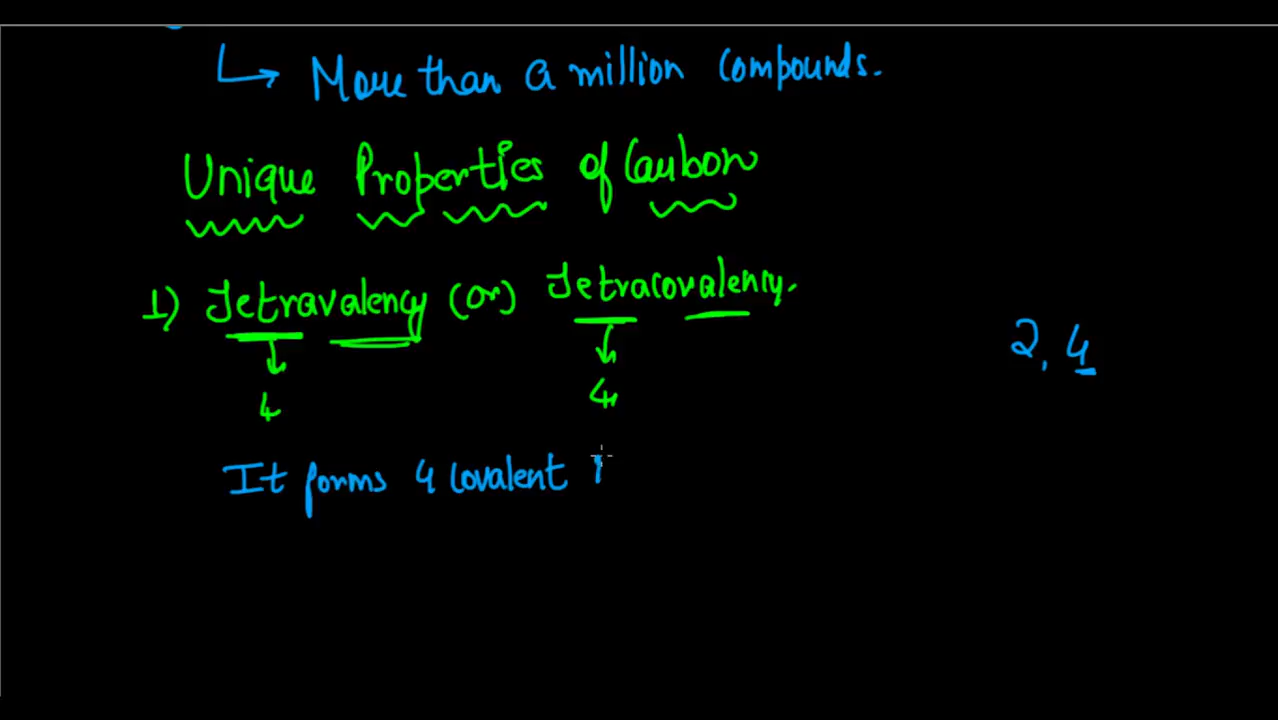 ↳ More than a million compounds.
Unique Properties of Carbon
1) Tetravalency (or) Tetracovalency.
2, 4
↓ ↓
4 4
It forms 4 covalent